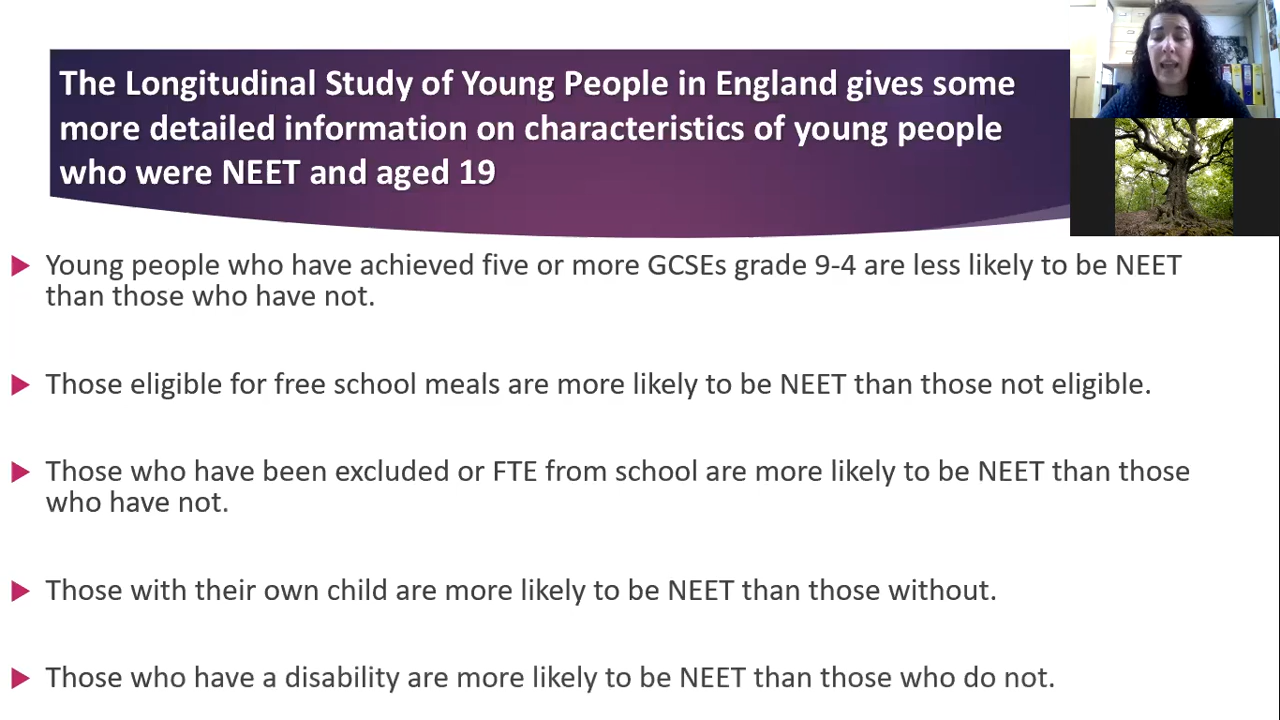 The Longitudinal Study of Young People in England gives some
more detailed information on characteristics of young people
who were NEET and aged 19
Young people who have achieved five or more GCSEs grade 9-4 are less likely to be NEET
than those who have not.
Those eligible for free school meals are more likely to be NEET than those not eligible.
Those who have been excluded or FTE from school are more likely to be NEET than those
who have not.
Those with their own child are more likely to be NEET than those without.
Those who have a disability are more likely to be NEET than those who do not.